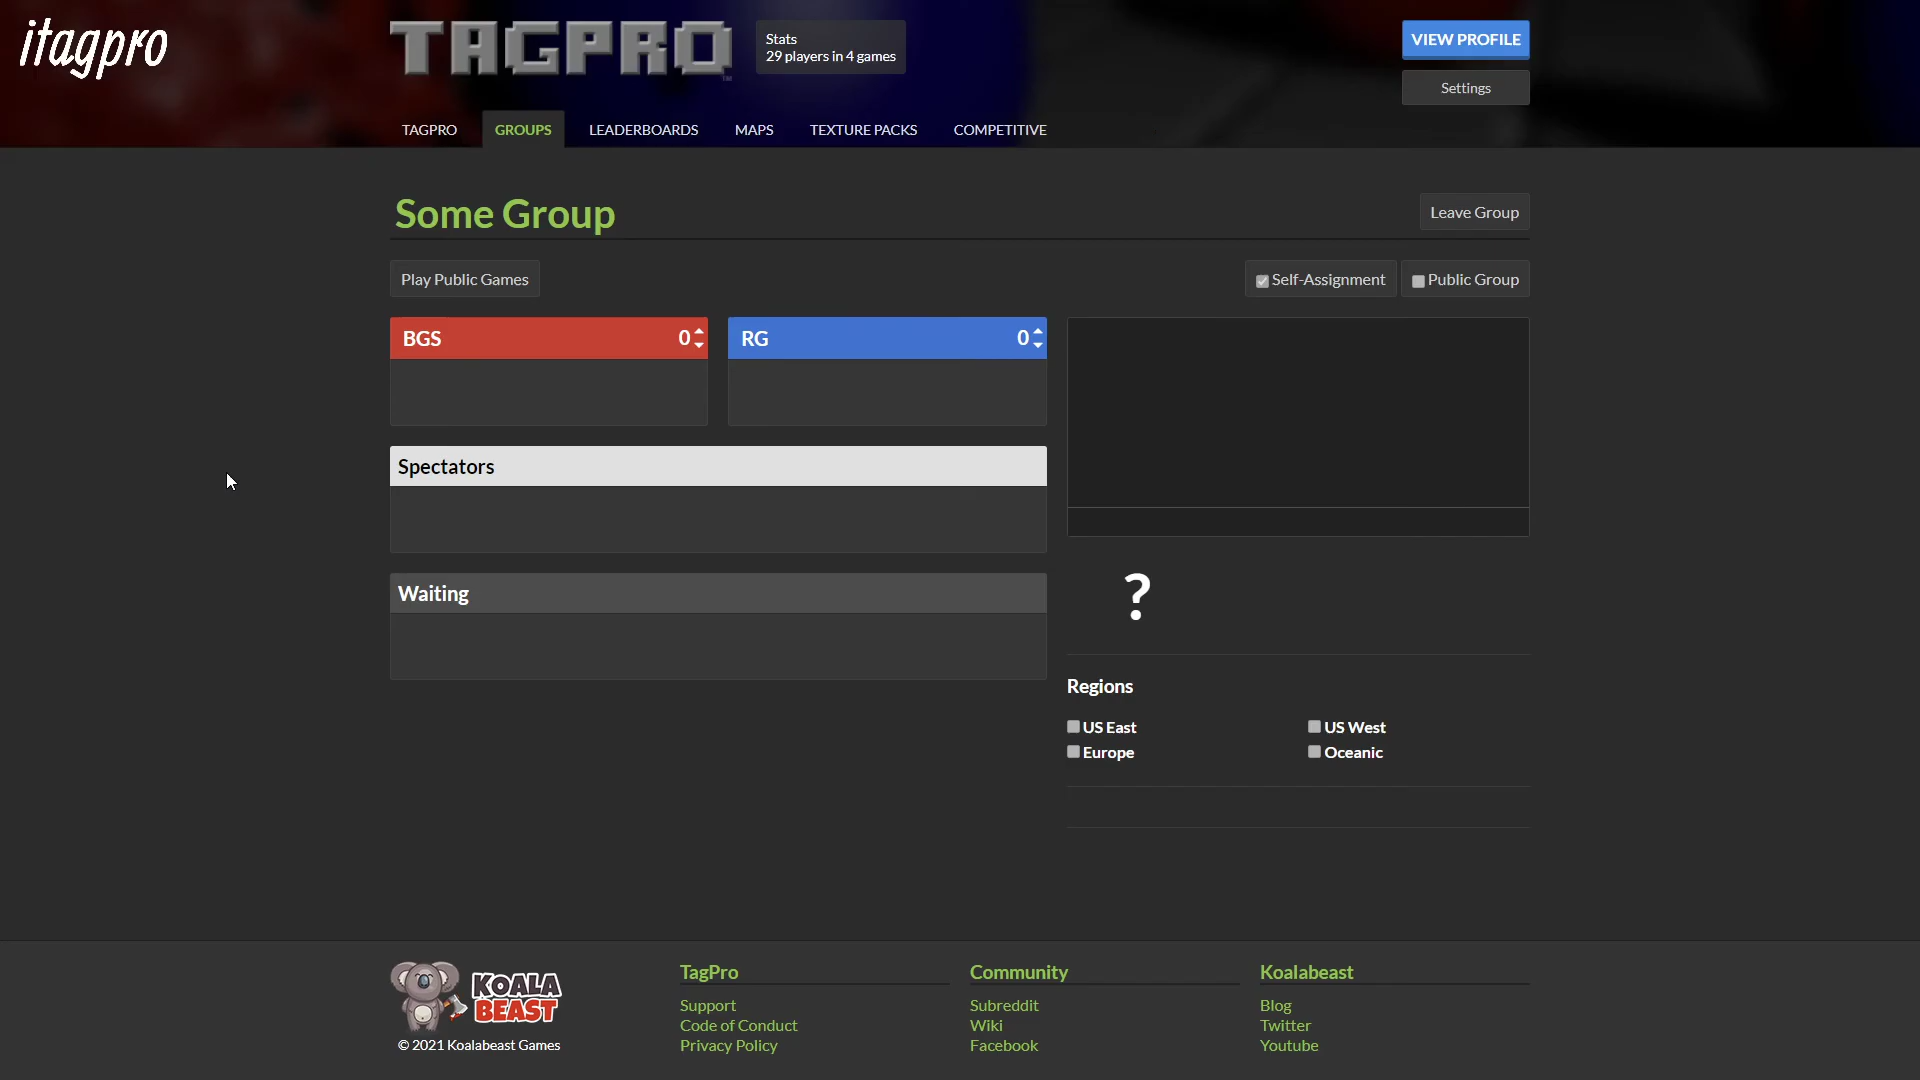 itagpro
TAGPRO
Stats
29 players in 4 games
VIEW PROFILE
Settings
TAGPRO
GROUPS
LEADERBOARDS
MAPS
TEXTURE PACKS
COMPETITIVE
Some Group
Leave Group
Play Public Games
Self-Assignment
Public Group
BGS
0
RG
0
Spectators
Waiting
?
Regions
US East
US West
Europe
Oceanic
KOALA
BEAST
© 2021 Koalabeast Games
TagPro
Support
Code of Conduct
Privacy Policy
Community
Subreddit
Wiki
Facebook
Koalabeast
Blog
Twitter
Youtube